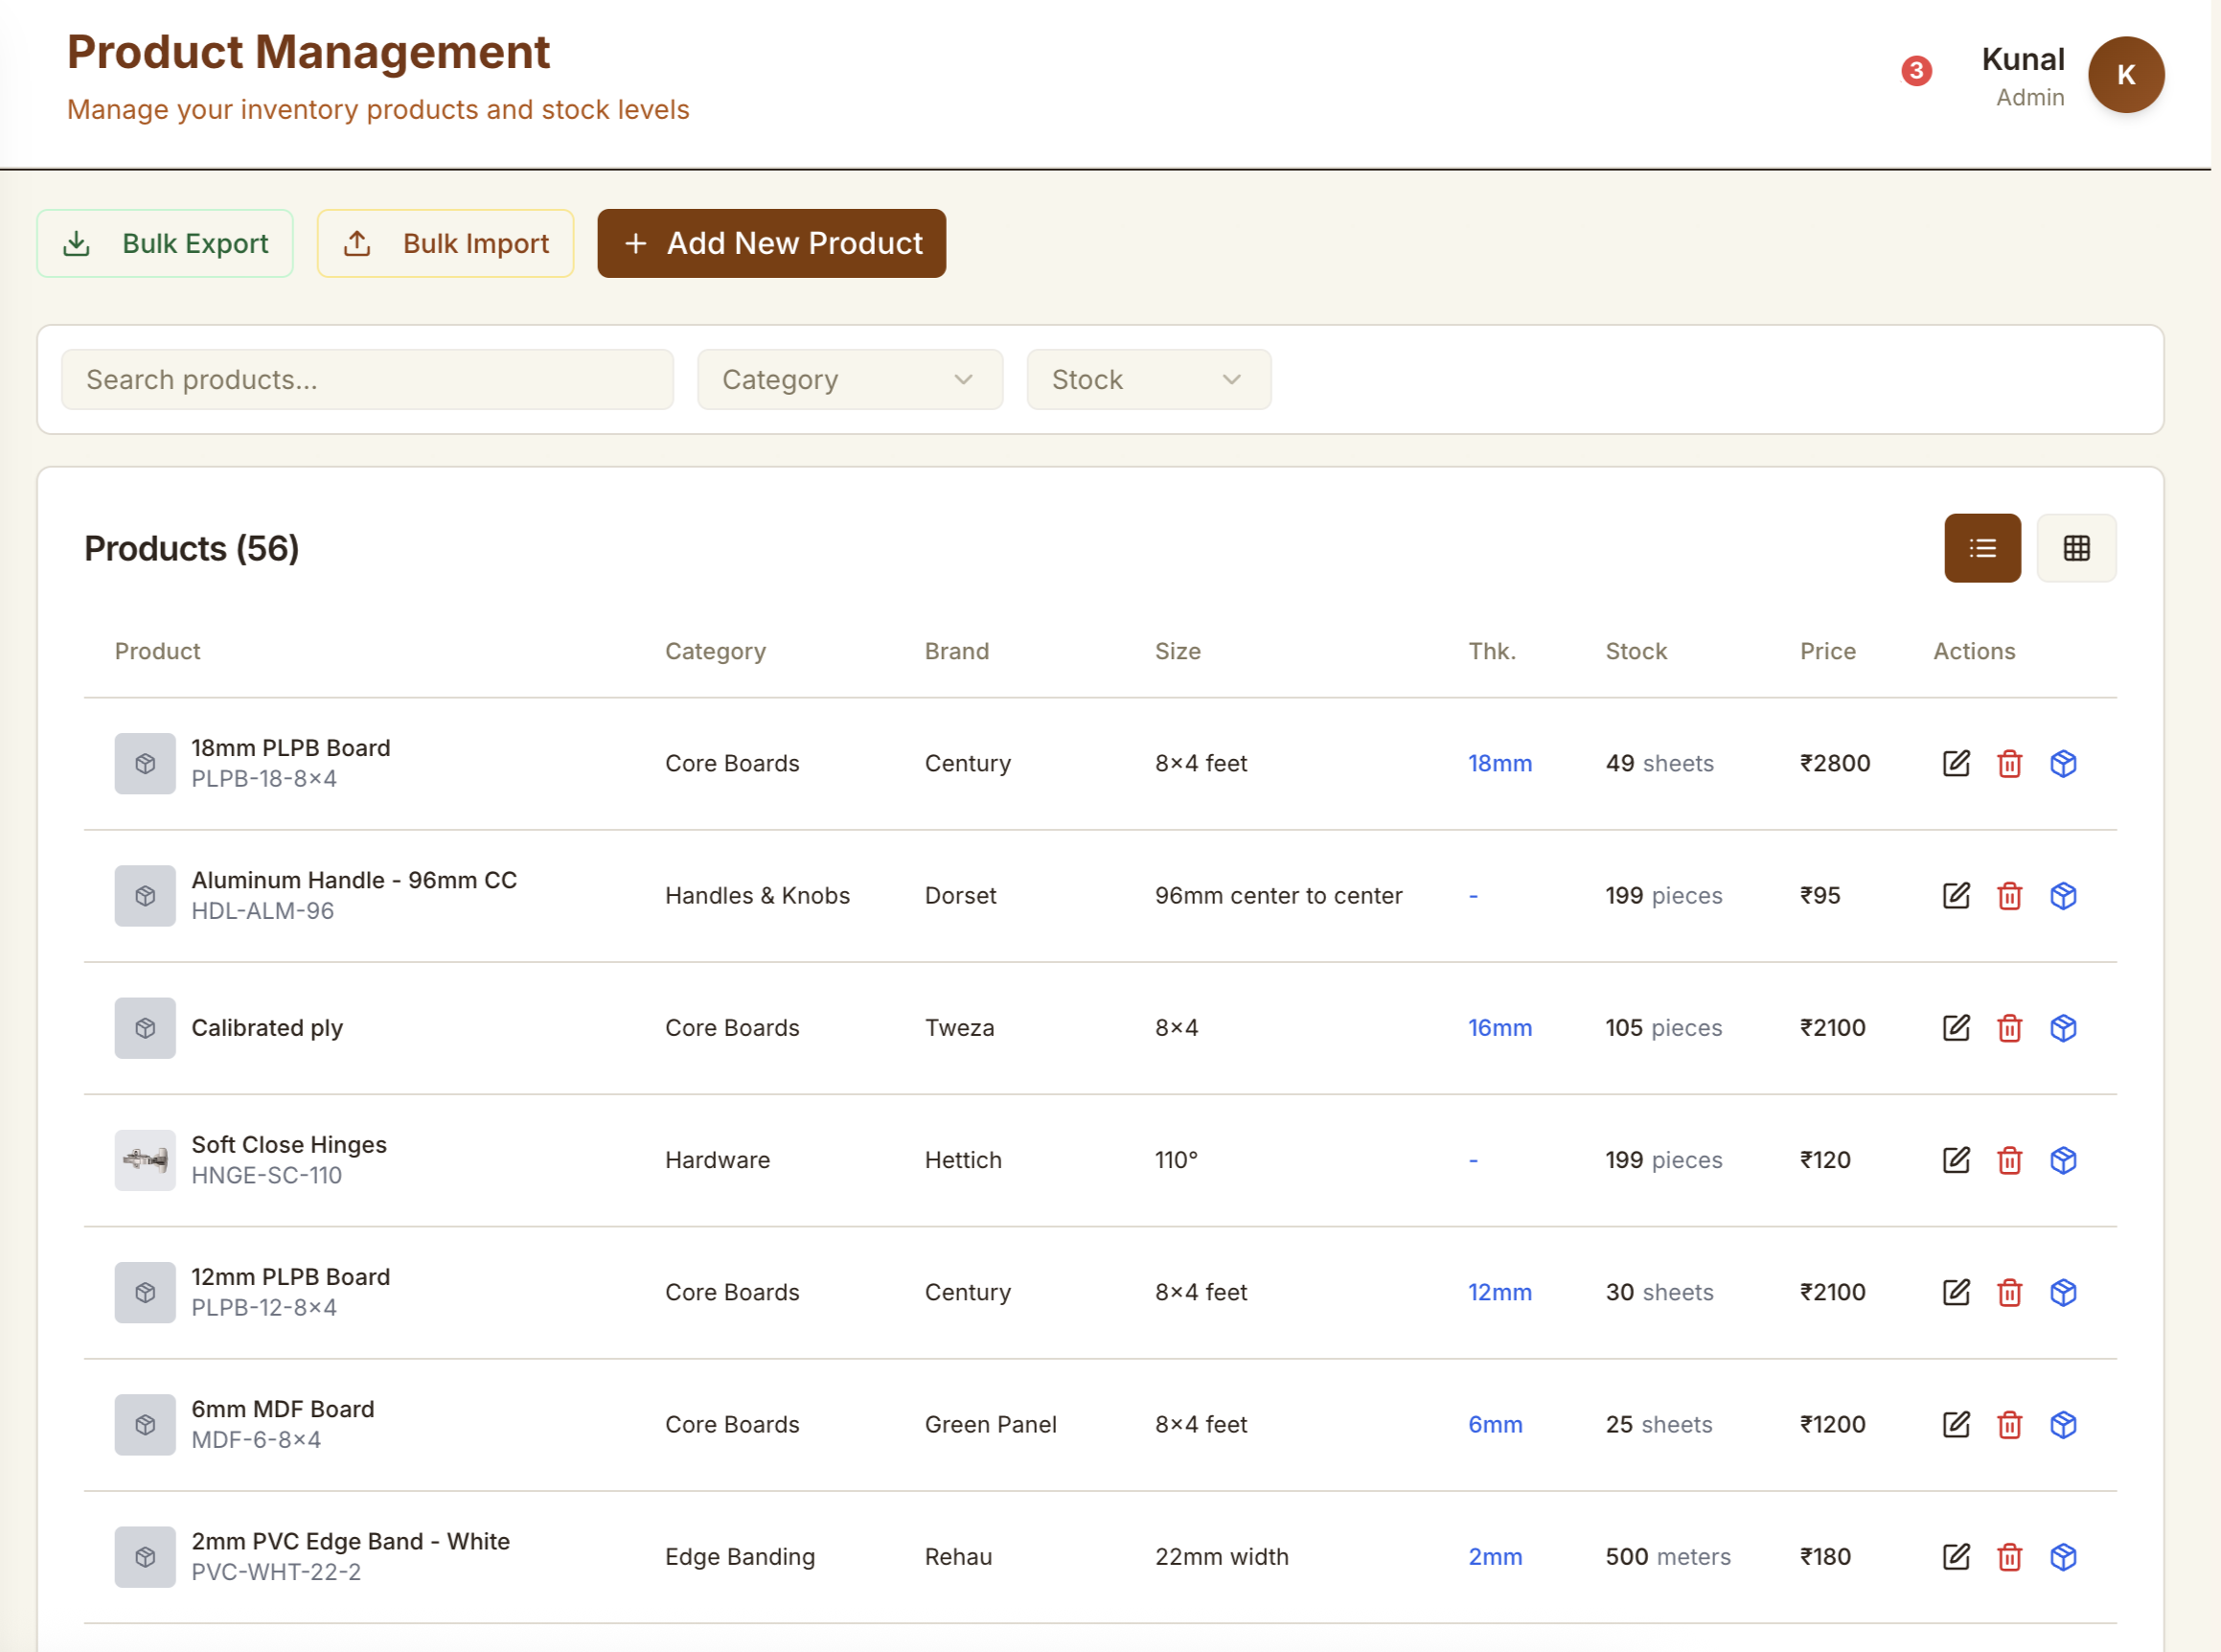 Product Management
Manage your inventory products and stock levels
3
Kunal
Admin
K
Bulk Export
Bulk Import
+ Add New Product
Search products...
Category
Stock
Products (56)
Product Category Brand Size Thk. Stock Price Actions
18mm PLPB Board
PLPB-18-8×4
Core Boards Century 8×4 feet 18mm 49 sheets ₹2800
Aluminum Handle - 96mm CC
HDL-ALM-96
Handles & Knobs Dorset 96mm center to center - 199 pieces ₹95
Calibrated ply Core Boards Tweza 8×4 16mm 105 pieces ₹2100
Soft Close Hinges
HNGE-SC-110
Hardware Hettich 110° - 199 pieces ₹120
12mm PLPB Board
PLPB-12-8×4
Core Boards Century 8×4 feet 12mm 30 sheets ₹2100
6mm MDF Board
MDF-6-8×4
Core Boards Green Panel 8×4 feet 6mm 25 sheets ₹1200
2mm PVC Edge Band - White
PVC-WHT-22-2
Edge Banding Rehau 22mm width 2mm 500 meters ₹180